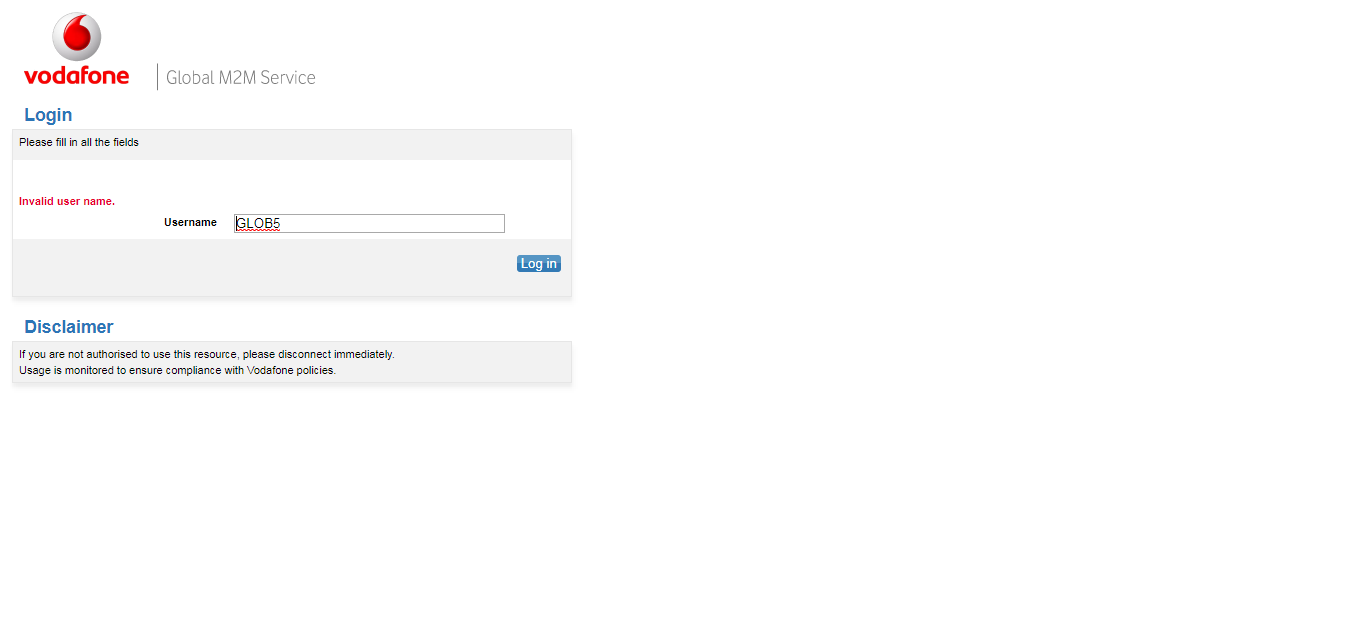 vodafone
Global M2M Service
Login
Please fill in all the fields
Invalid user name.
Username GLOB5
Log in
Disclaimer
If you are not authorised to use this resource, please disconnect immediately.
Usage is monitored to ensure compliance with Vodafone policies.